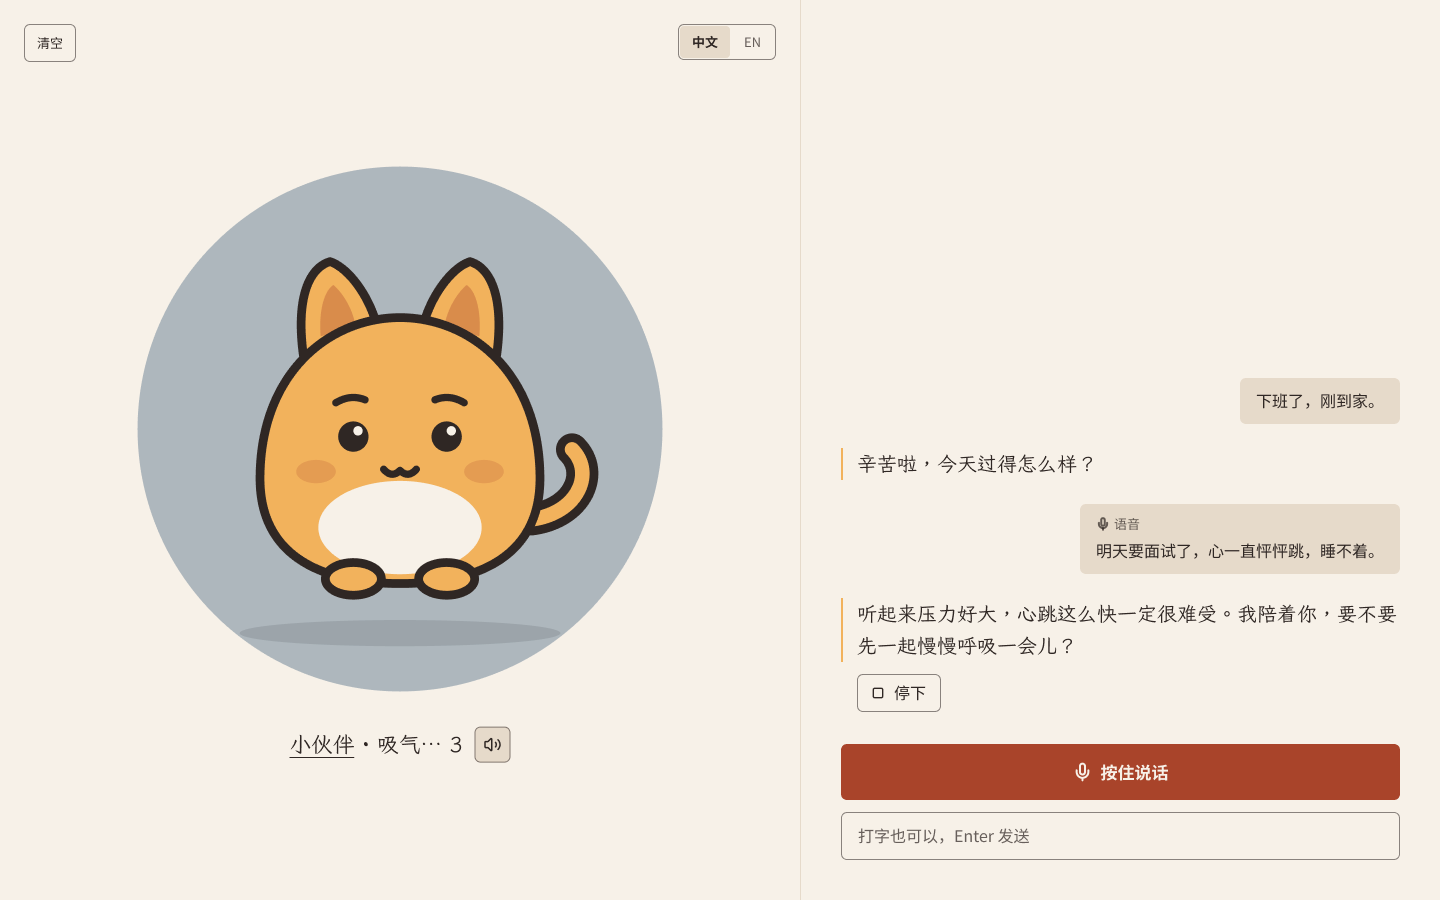 清空
中文 EN
小伙伴·吸气… 3
下班了，刚到家。
辛苦啦，今天过得怎么样？
语音
明天要面试了，心一直怦怦跳，睡不着。
听起来压力好大，心跳这么快一定很难受。我陪着你，要不要
先一起慢慢呼吸一会儿？
停下
按住说话
打字也可以，Enter 发送